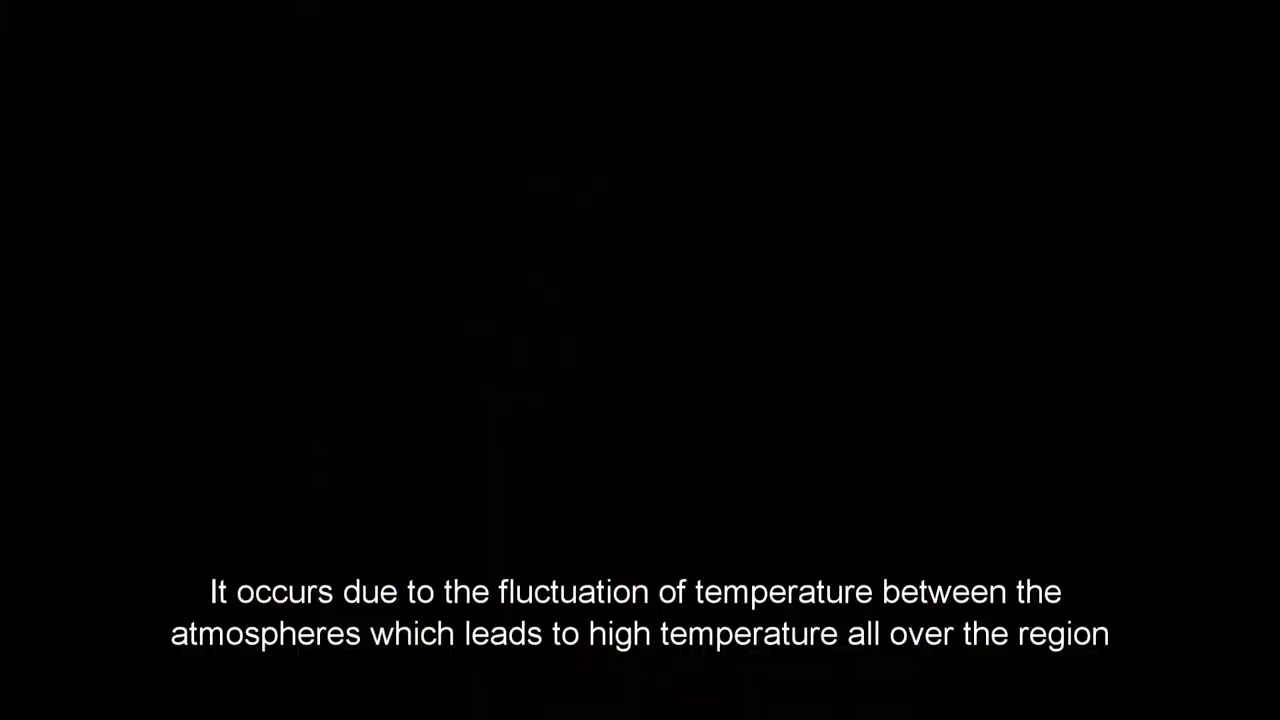 It occurs due to the fluctuation of temperature between the
atmospheres which leads to high temperature all over the region